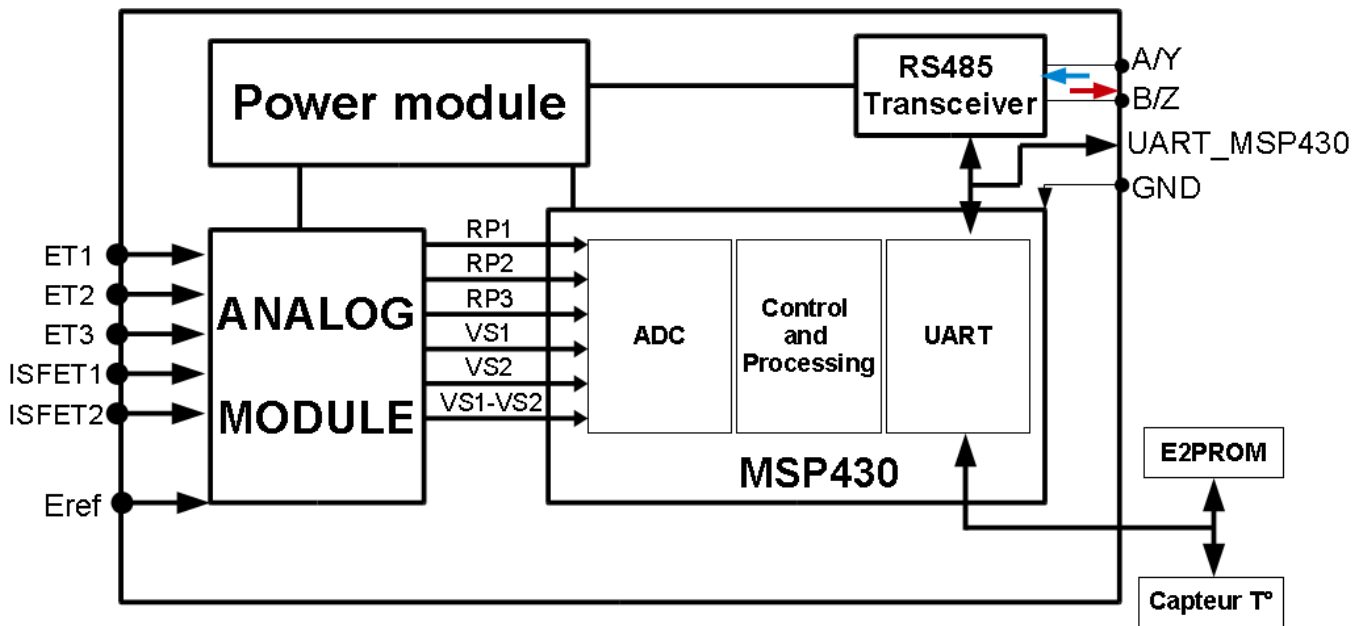 Power module
RS485
Transceiver
A/Y
B/Z
UART_MSP430
GND
ET1
ET2
ET3
ISFET1
ISFET2
Eref
ANALOG
MODULE
RP1
RP2
RP3
VS1
VS2
VS1-VS2
ADC
Control
and
Processing
UART
MSP430
E2PROM
Capteur T°